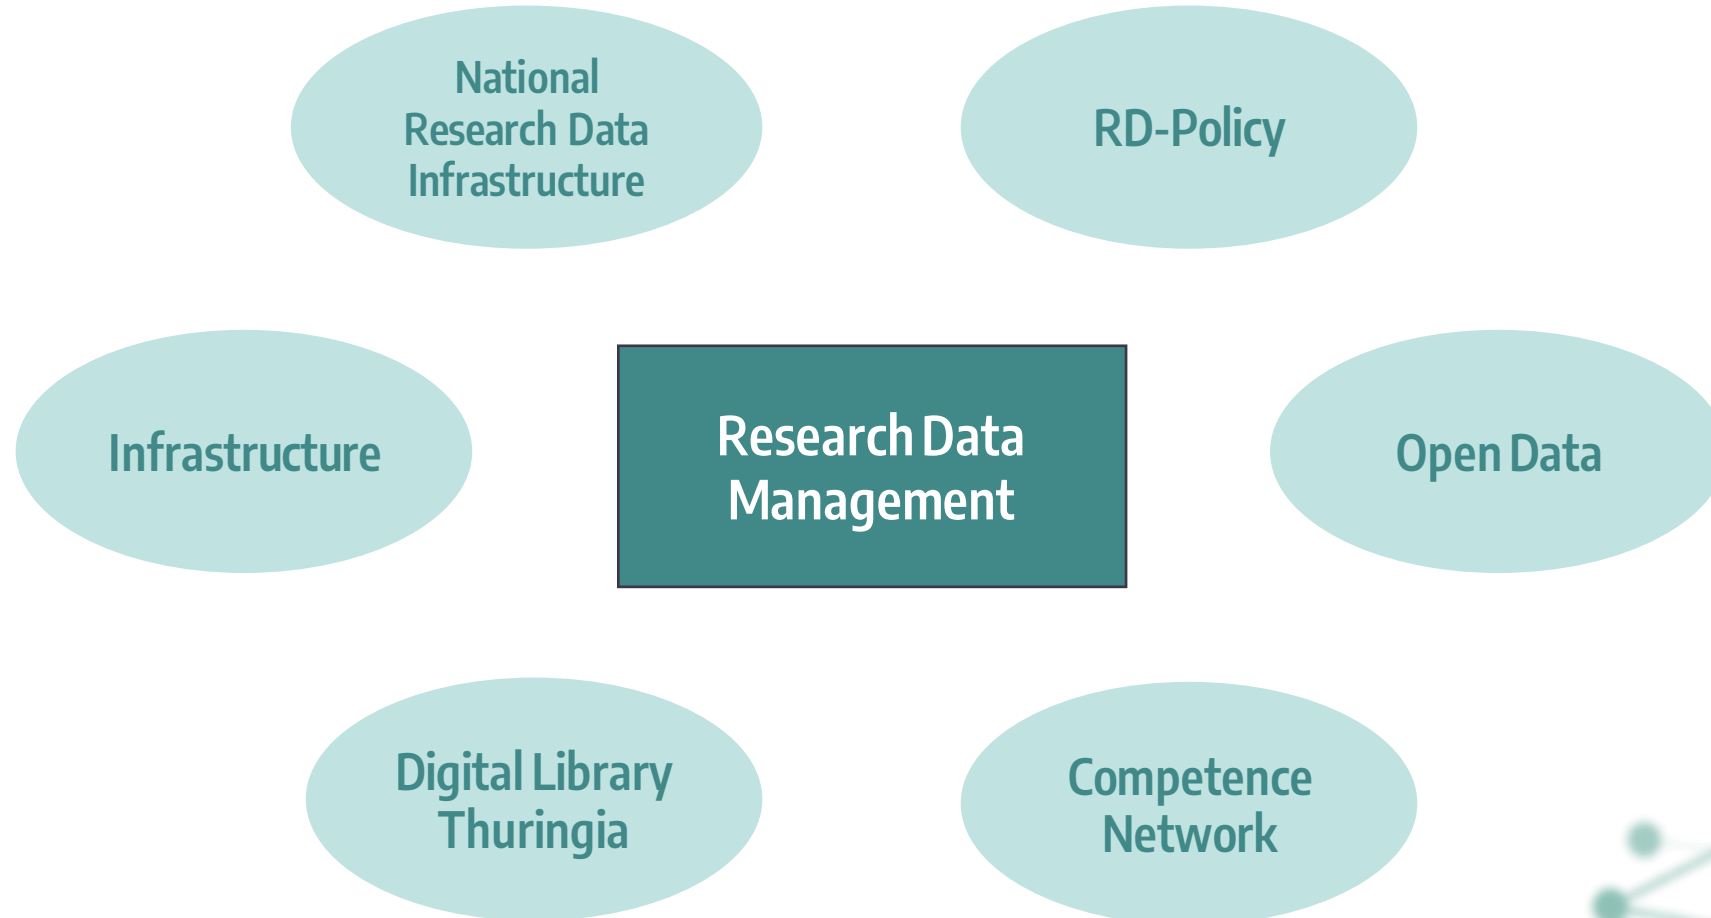 National
Research Data
Infrastructure
RD-Policy
Infrastructure
Research Data
Management
Open Data
Digital Library
Thuringia
Competence
Network